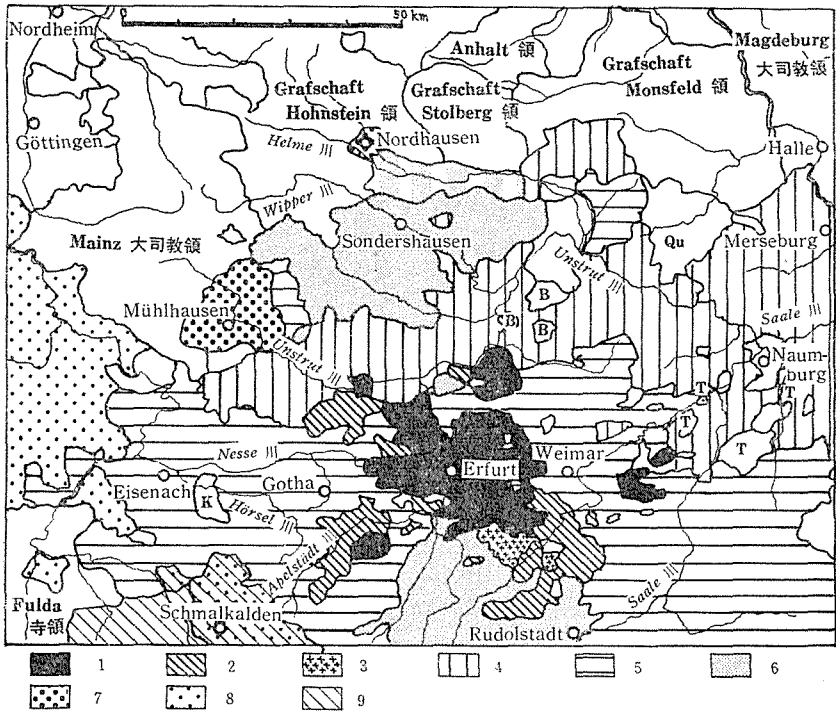 50 km
Nordheim
Anhalt 領
Magdeburg
大司教領
Grafschaft
Hohnstein 領
Grafschaft
Stolberg 領
Grafschaft
Monsfeld 領
Göttingen
Helme 川
Nordhausen
Halle
Wipper 川
Mainz 大司教領
Sondershausen
Qu
Merseburg
Unstrut 川
B
B
B
Mühlhausen
Unstrut 川
Saale 川
Naum-
burg
T
T
T
T
Nesse 川
Weimar
Erfurt
Eisenach
K
Gotha
Hörsel 川
Apelstädt 川
Saale 川
Fulda
寺領
Schmalkalden
Rudolstadt
1
2
3
4
5
6
7
8
9